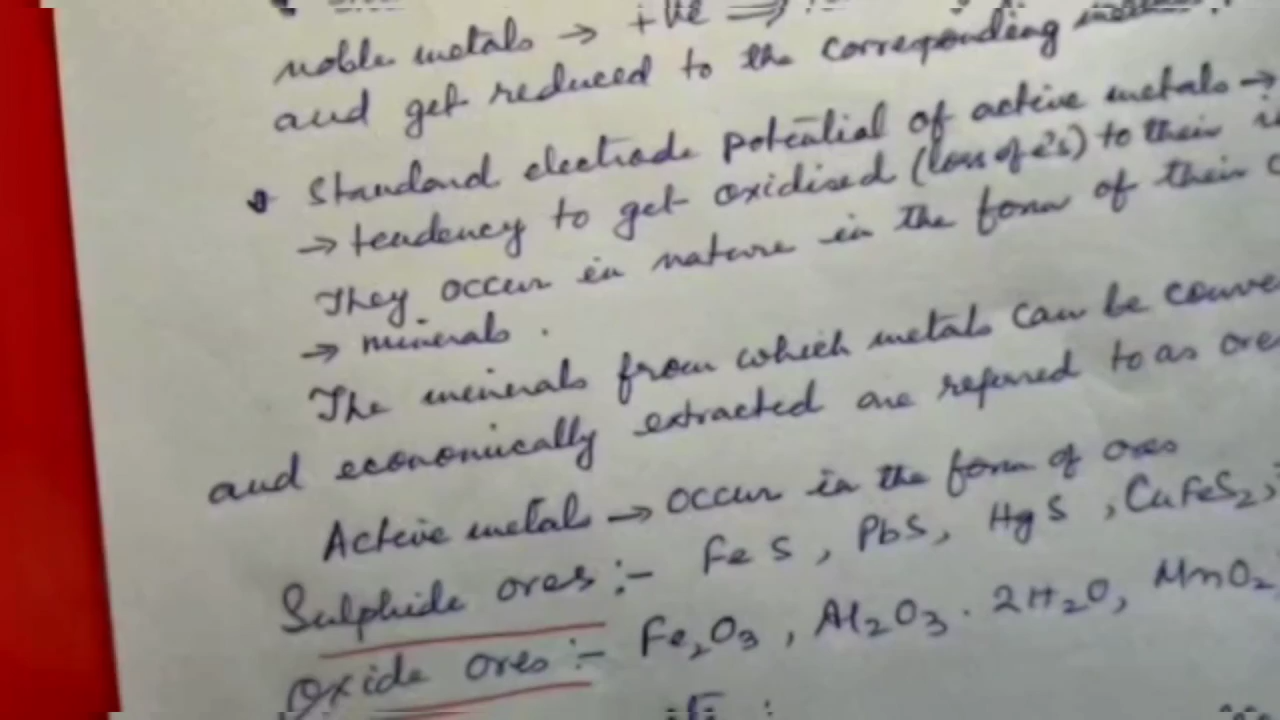 noble metals → +ve ⇒
and get reduced to the corresponding
• Standard electrode potential of active metals →
→ tendency to get oxidised (loss of e's) to their
They occur in nature in the form of their
→ minerals.
The minerals from which metals can be conve
and economically extracted are referred to as ore
Active metals → occur in the form of ores
Sulphide ores :- FeS, PbS, HgS, CuFeS₂,
Oxide ores :- Fe₂O₃, Al₂O₃. 2H₂O, MnO₂,